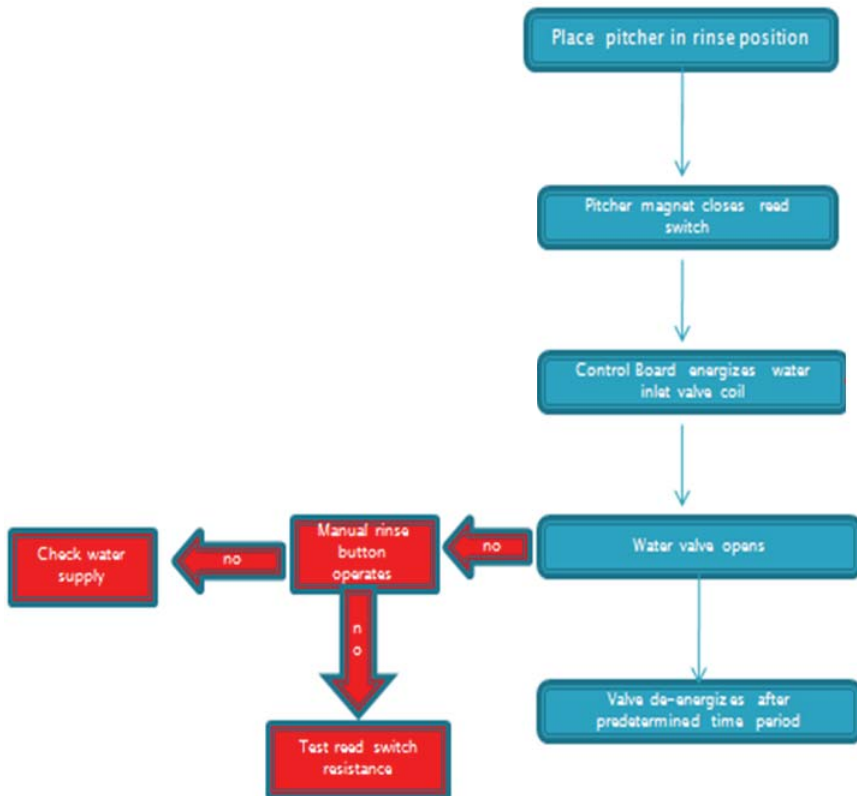 Place pitcher in rinse position
Pitcher magnet closes reed
switch
Control Board energizes water
inlet valve coil
Water valve opens
no
Manual rinse
button
operates
no
Check water
supply
n
o
Test reed switch
resistance
Valve de-energizes after
predetermined time period